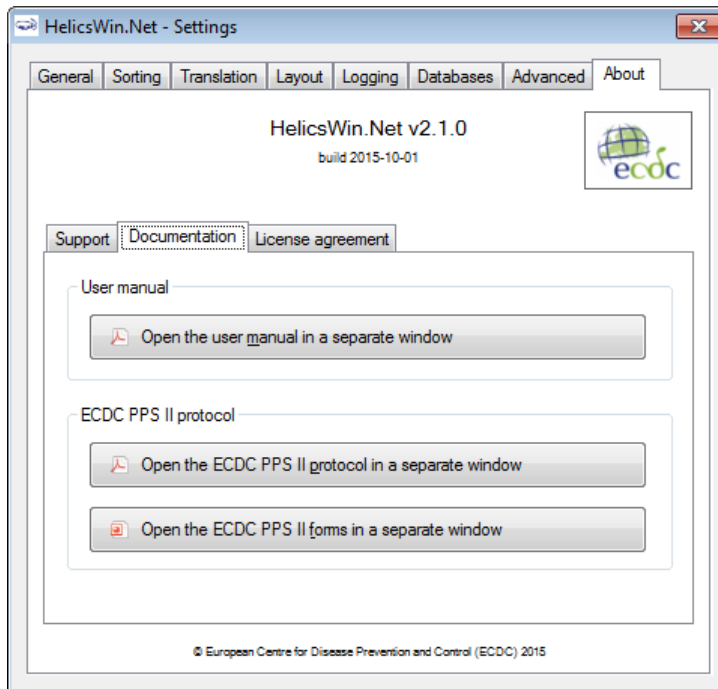 HelicsWin.Net - Settings
General Sorting Translation Layout Logging Databases Advanced About
HelicsWin.Net v2.1.0
build 2015-10-01
ecdc
Support Documentation License agreement
User manual
Open the user manual in a separate window
ECDC PPS II protocol
Open the ECDC PPS II protocol in a separate window
Open the ECDC PPS II forms in a separate window
© European Centre for Disease Prevention and Control (ECDC) 2015